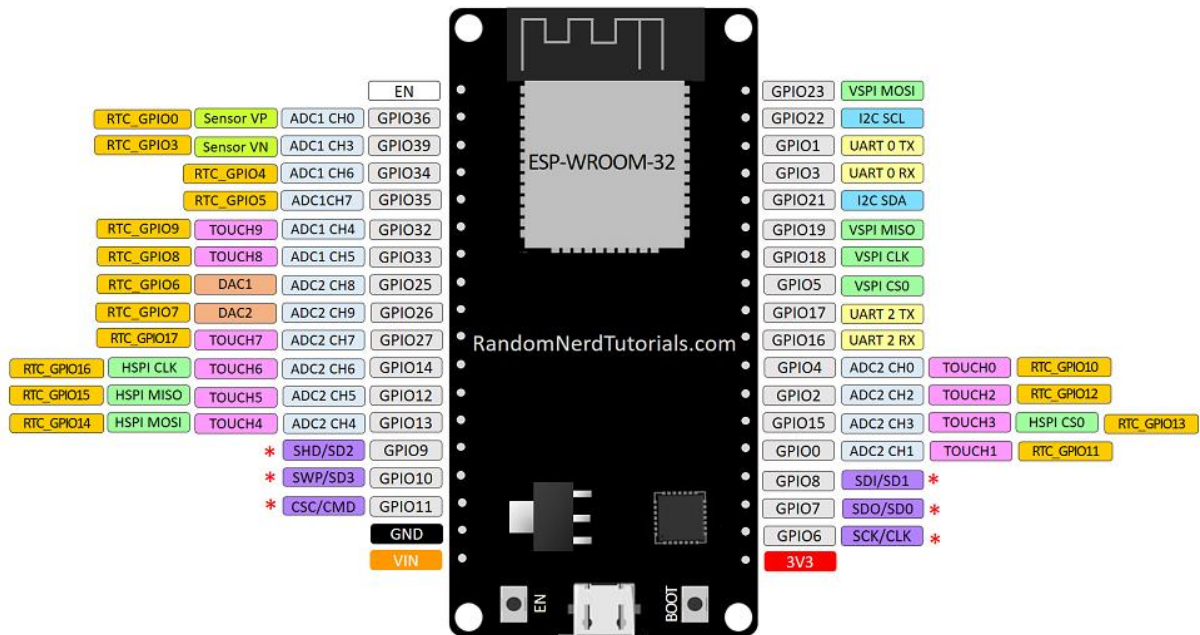 EN GPIO23 VSPI MOSI
RTC_GPIO0 Sensor VP ADC1 CH0 GPIO36 GPIO22 I2C SCL
RTC_GPIO3 Sensor VN ADC1 CH3 GPIO39 GPIO1 UART 0 TX
RTC_GPIO4 ADC1 CH6 GPIO34 ESP-WROOM-32 GPIO3 UART 0 RX
RTC_GPIO5 ADC1CH7 GPIO35 GPIO21 I2C SDA
RTC_GPIO9 TOUCH9 ADC1 CH4 GPIO32 GPIO19 VSPI MISO
RTC_GPIO8 TOUCH8 ADC1 CH5 GPIO33 GPIO18 VSPI CLK
RTC_GPIO6 DAC1 ADC2 CH8 GPIO25 GPIO5 VSPI CS0
RTC_GPIO7 DAC2 ADC2 CH9 GPIO26 GPIO17 UART 2 TX
RTC_GPIO17 TOUCH7 ADC2 CH7 GPIO27 RandomNerdTutorials.com GPIO16 UART 2 RX
RTC_GPIO16 HSPI CLK TOUCH6 ADC2 CH6 GPIO14 GPIO4 ADC2 CH0 TOUCH0 RTC_GPIO10
RTC_GPIO15 HSPI MISO TOUCH5 ADC2 CH5 GPIO12 GPIO2 ADC2 CH2 TOUCH2 RTC_GPIO12
RTC_GPIO14 HSPI MOSI TOUCH4 ADC2 CH4 GPIO13 GPIO15 ADC2 CH3 TOUCH3 HSPI CS0 RTC_GPIO13
* SHD/SD2 GPIO9 GPIO0 ADC2 CH1 TOUCH1 RTC_GPIO11
* SWP/SD3 GPIO10 GPIO8 SDI/SD1 *
* CSC/CMD GPIO11 GPIO7 SDO/SD0 *
GND GPIO6 SCK/CLK *
VIN 3V3
EN BOOT